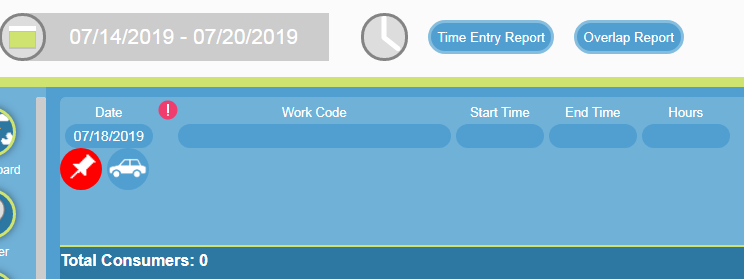 07/14/2019 - 07/20/2019
Time Entry Report
Overlap Report
Date ! Work Code Start Time End Time Hours
07/18/2019
Total Consumers: 0